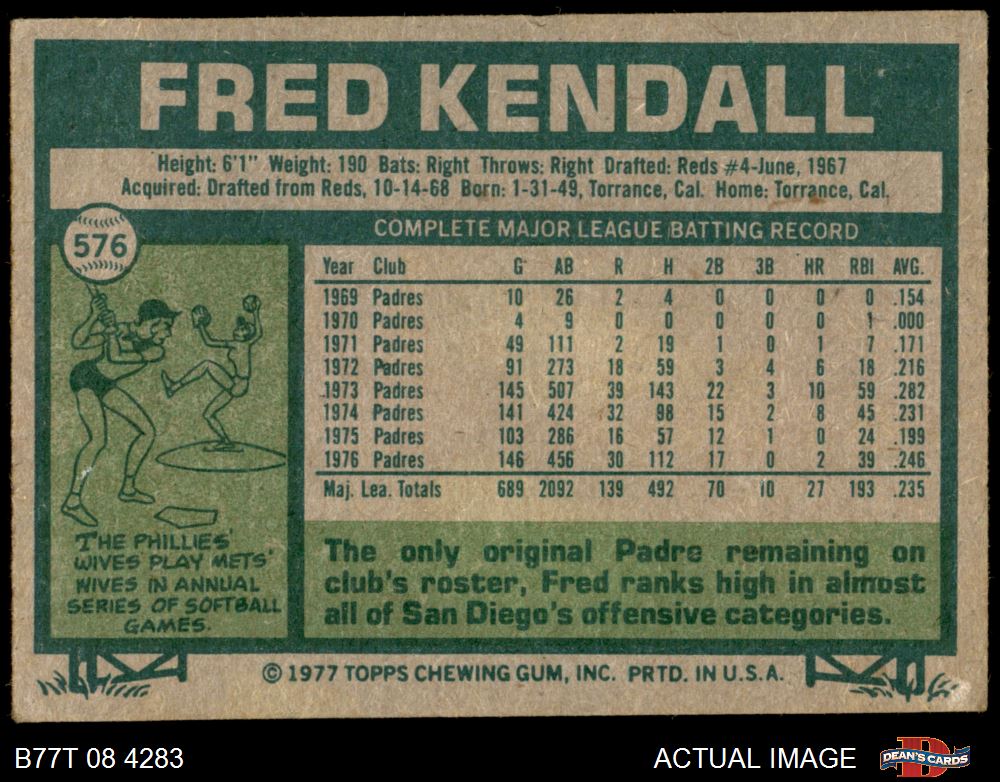 FRED KENDALL
Height: 6'1" Weight: 190 Bats: Right Throws: Right Drafted: Reds #4-June, 1967
Acquired: Drafted from Reds, 10-14-68 Born: 1-31-49, Torrance, Cal. Home: Torrance, Cal.
576
COMPLETE MAJOR LEAGUE BATTING RECORD
Year Club G AB R H 2B 3B HR RBI AVG.
1969 Padres 10 26 2 4 0 0 0 0 .154
1970 Padres 4 9 0 0 0 0 0 1 .000
1971 Padres 49 111 2 19 1 0 1 7 .171
1972 Padres 91 273 18 59 3 4 6 18 .216
1973 Padres 145 507 39 143 22 3 10 59 .282
1974 Padres 141 424 32 98 15 2 8 45 .231
1975 Padres 103 286 16 57 12 1 0 24 .199
1976 Padres 146 456 30 112 17 0 2 39 .246
Maj. Lea. Totals 689 2092 139 492 70 10 27 193 .235
THE PHILLIES'
WIVES PLAY METS'
WIVES IN ANNUAL
SERIES OF SOFTBALL
GAMES.
The only original Padre remaining on
club's roster, Fred ranks high in almost
all of San Diego's offensive categories.
© 1977 TOPPS CHEWING GUM, INC. PRTD. IN U.S.A.
B77T 08 4283
ACTUAL IMAGE
D
DEAN'S CARDS